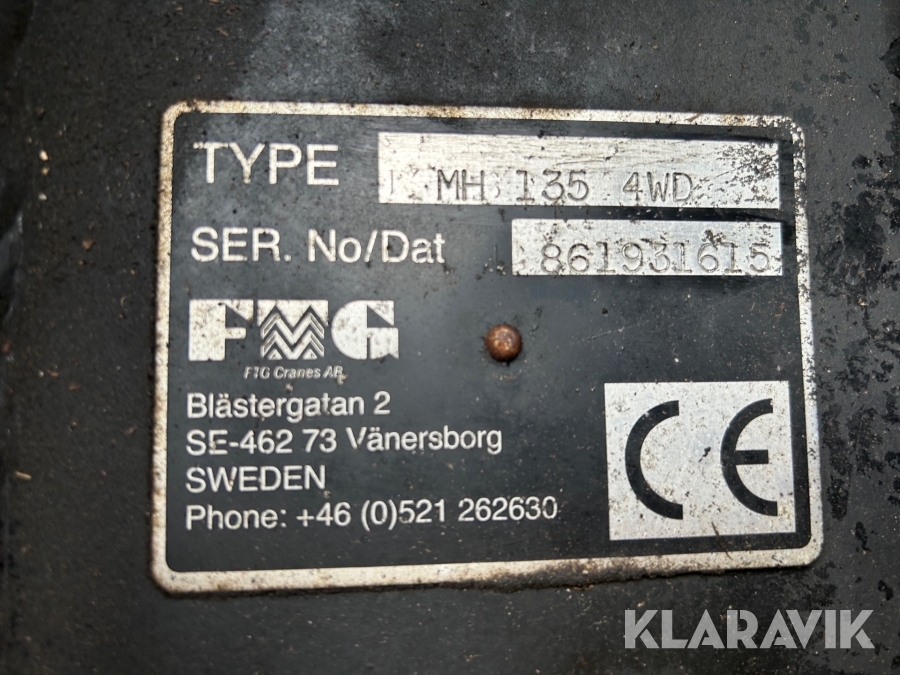 TYPE MH 135 4WD
SER. No/Dat 861931615
FMG
FTG Cranes AB
Blästergatan 2
SE-462 73 Vänersborg
SWEDEN
Phone: +46 (0)521 262630
CE
KLARAVIK